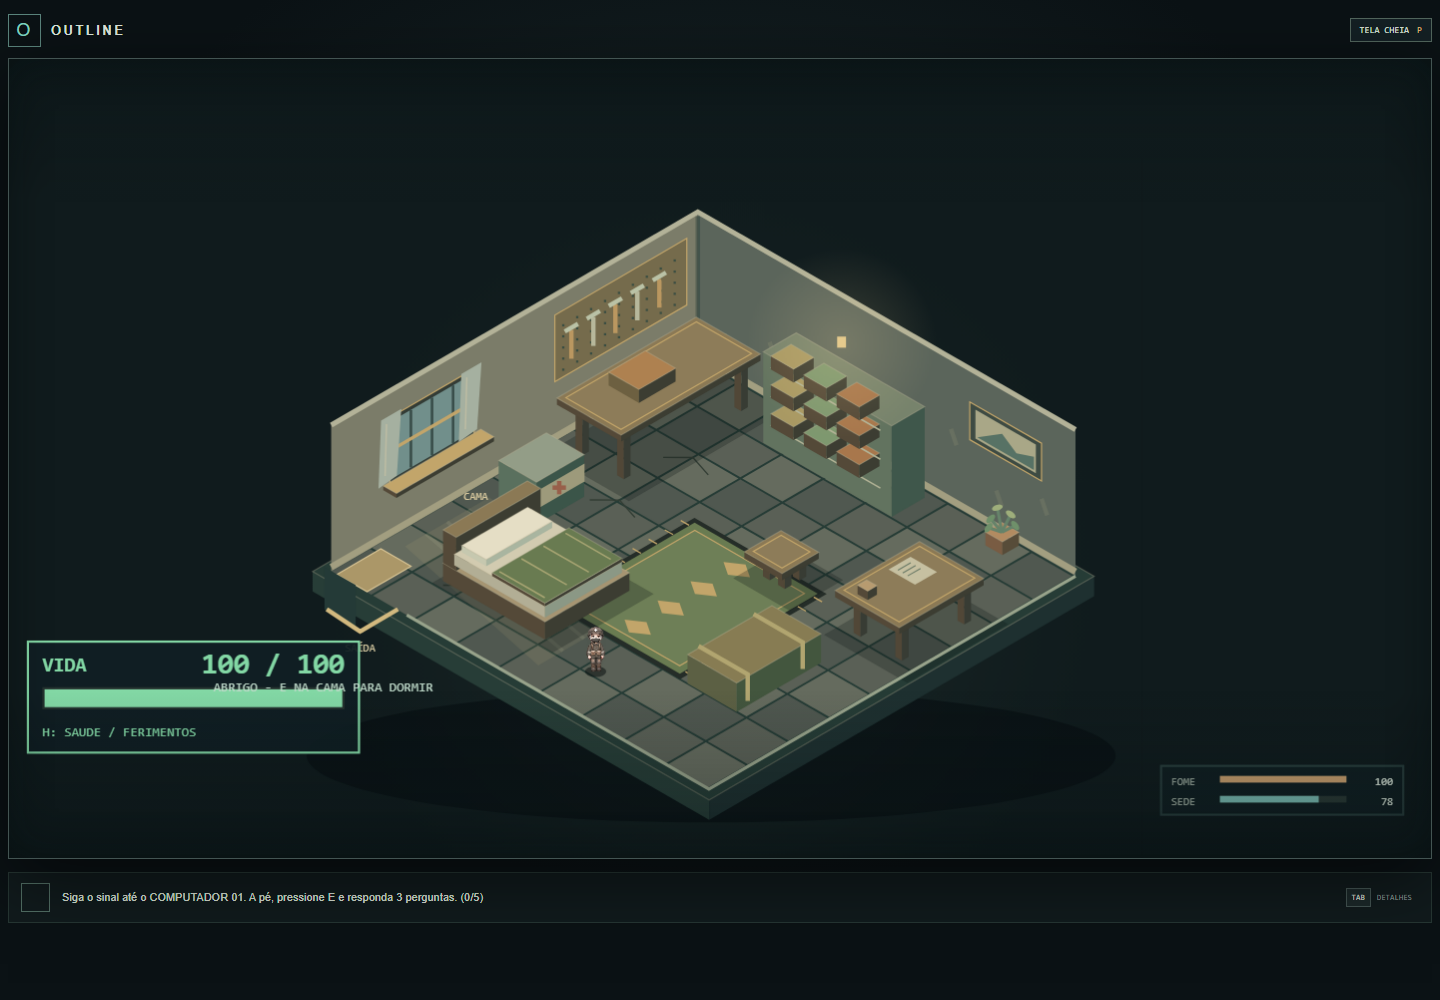 O OUTLINE
TELA CHEIA P
CAMA
IDA
VIDA 100 / 100
ABRIGO - E NA CAMA PARA DORMIR
H: SAUDE / FERIMENTOS
FOME 100
SEDE 78
Siga o sinal até o COMPUTADOR 01. A pé, pressione E e responda 3 perguntas. (0/5)
TAB DETALHES